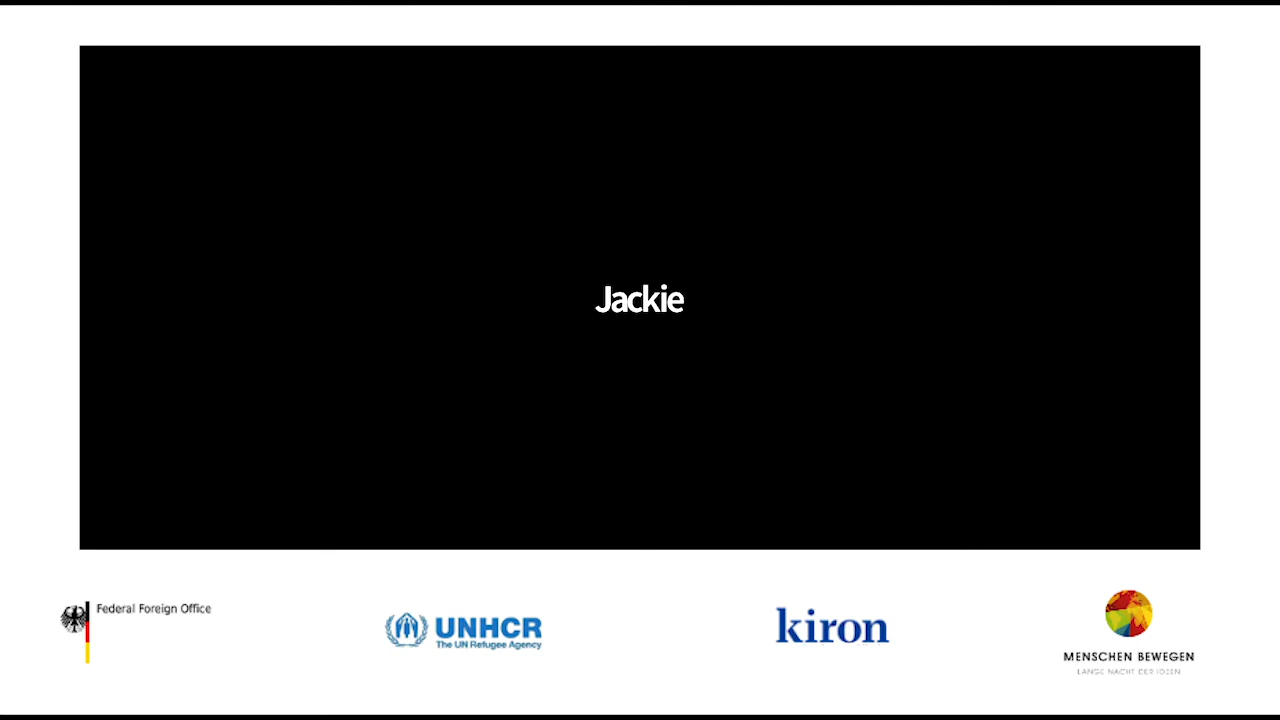 Jackie
Federal Foreign Office
UNHCR
The UN Refugee Agency
kiron
MENSCHEN BEWEGEN
LANGE NACHT DER IDEEN